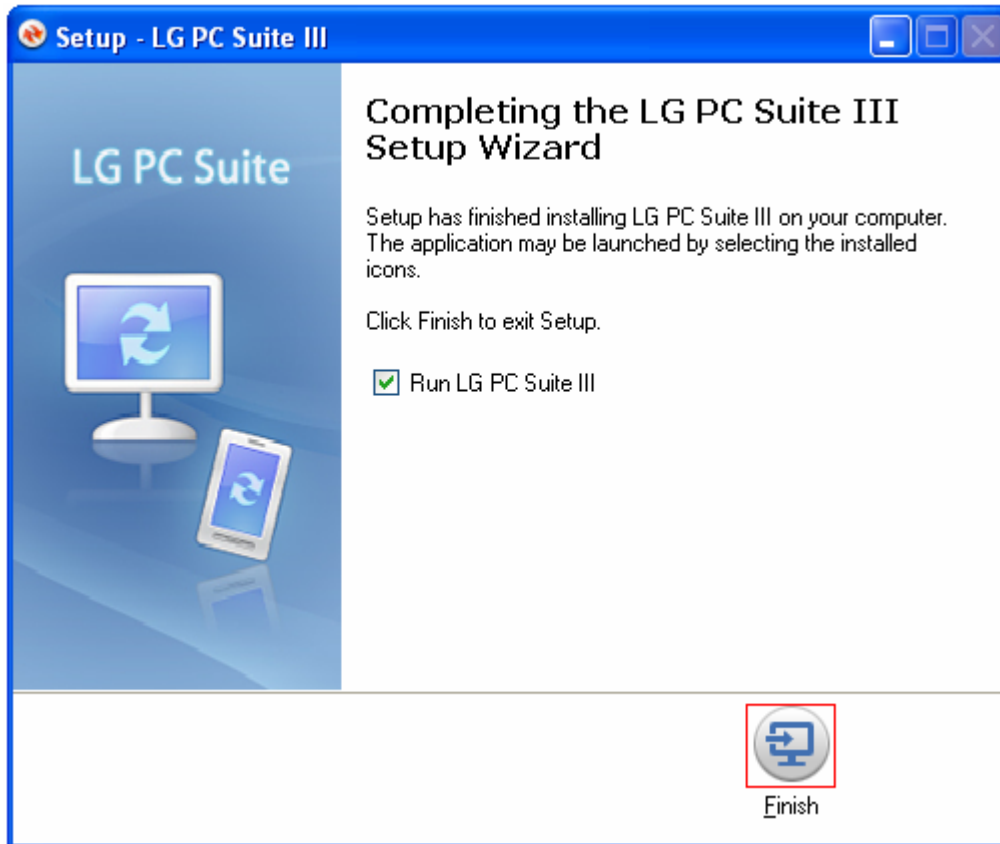 Setup - LG PC Suite III
LG PC Suite
Completing the LG PC Suite III
Setup Wizard
Setup has finished installing LG PC Suite III on your computer.
The application may be launched by selecting the installed
icons.
Click Finish to exit Setup.
Run LG PC Suite III
Finish